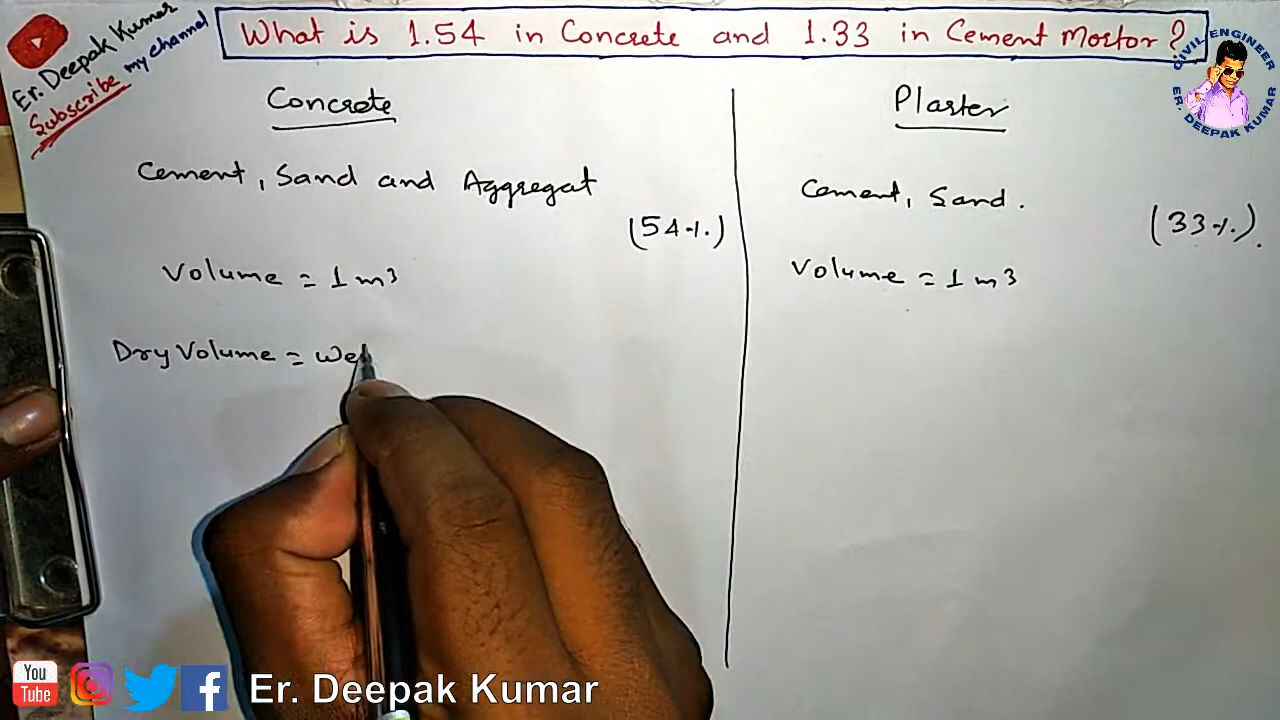 What is 1.54 in Concrete and 1.33 in Cement Mortor?
Er. Deepak Kumar
Subscribe my channel
CIVIL ENGINEER
ER. DEEPAK KUMAR
Concrete
Cement, Sand and Aggregat
(54%)
Volume = 1 m³
Dry Volume = Wet
Plaster
Cement, Sand.
(33%).
Volume = 1 m³
You
Tube
Er. Deepak Kumar